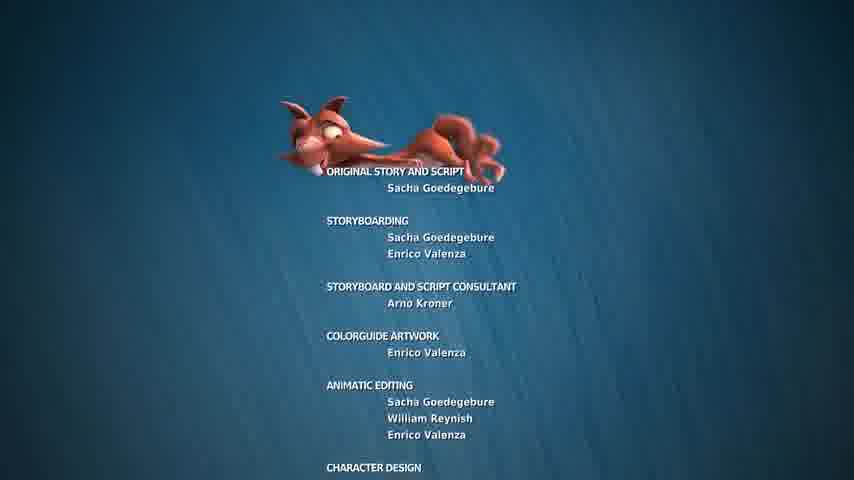 ORIGINAL STORY AND SCRIPT
Sacha Goedegebure
STORYBOARDING
Sacha Goedegebure
Enrico Valenza
STORYBOARD AND SCRIPT CONSULTANT
Arno Kroner
COLORGUIDE ARTWORK
Enrico Valenza
ANIMATIC EDITING
Sacha Goedegebure
William Reynish
Enrico Valenza
CHARACTER DESIGN